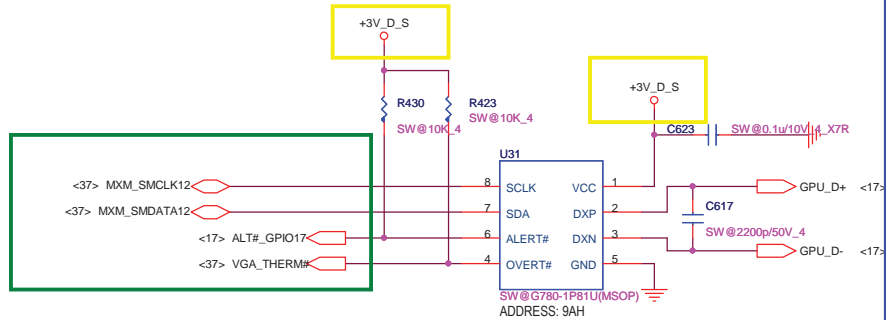 +3V_D_S
+3V_D_S
R430
R423
SW@10K_4
SW@10K_4
C623
SW@0.1u/10V_4_X7R
U31
<37> MXM_SMCLK12
8 SCLK
VCC 1
GPU_D+ <17>
<37> MXM_SMDATA12
7 SDA
DXP 2
C617
SW@2200p/50V_4
<17> ALT#_GPIO17
6 ALERT#
DXN 3
GPU_D- <17>
<37> VGA_THERM#
4 OVERT#
GND 5
SW@G780-1P81U(MSOP)
ADDRESS: 9AH